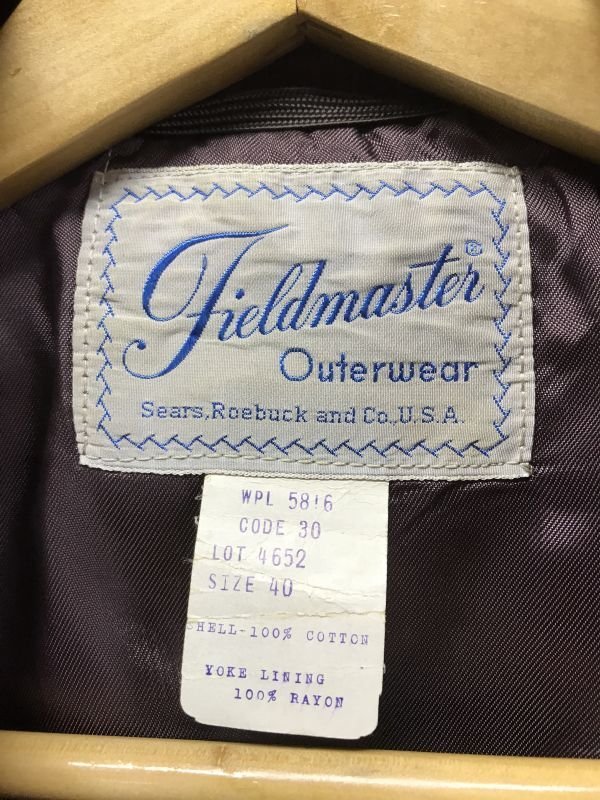 Fieldmaster®
Outerwear
Sears, Roebuck and Co., U.S.A.
WPL 5816
CODE 30
LOT 4652
SIZE 40
SHELL-100% COTTON
YOKE LINING
100% RAYON